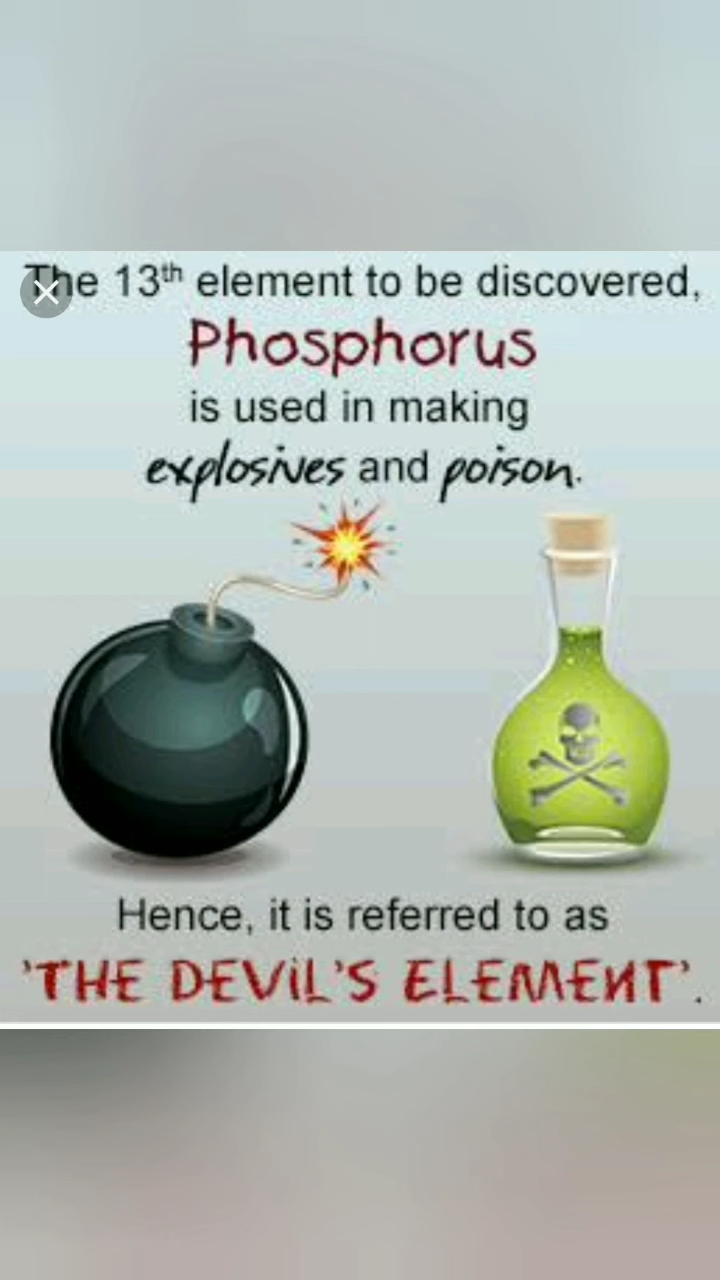 The 13th element to be discovered,
Phosphorus
is used in making
explosives and poison.
Hence, it is referred to as
'THE DEVIL'S ELEMENT'.